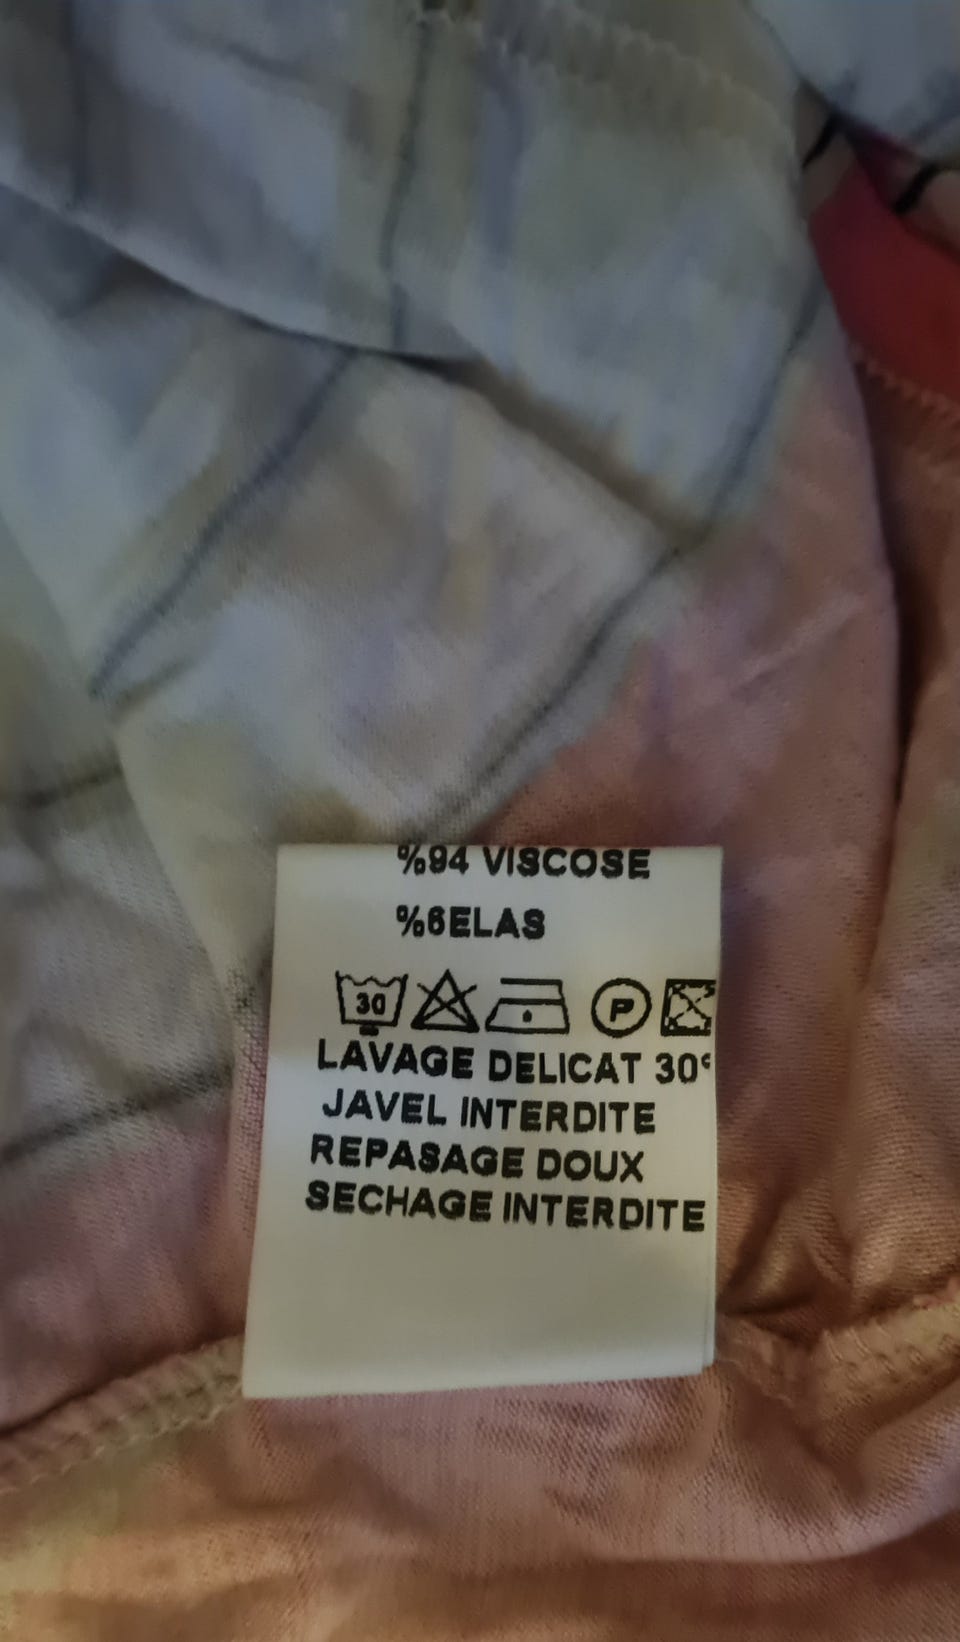 %94 VISCOSE
%6ELAS
30 P
LAVAGE DELICAT 30°
JAVEL INTERDITE
REPASAGE DOUX
SECHAGE INTERDITE